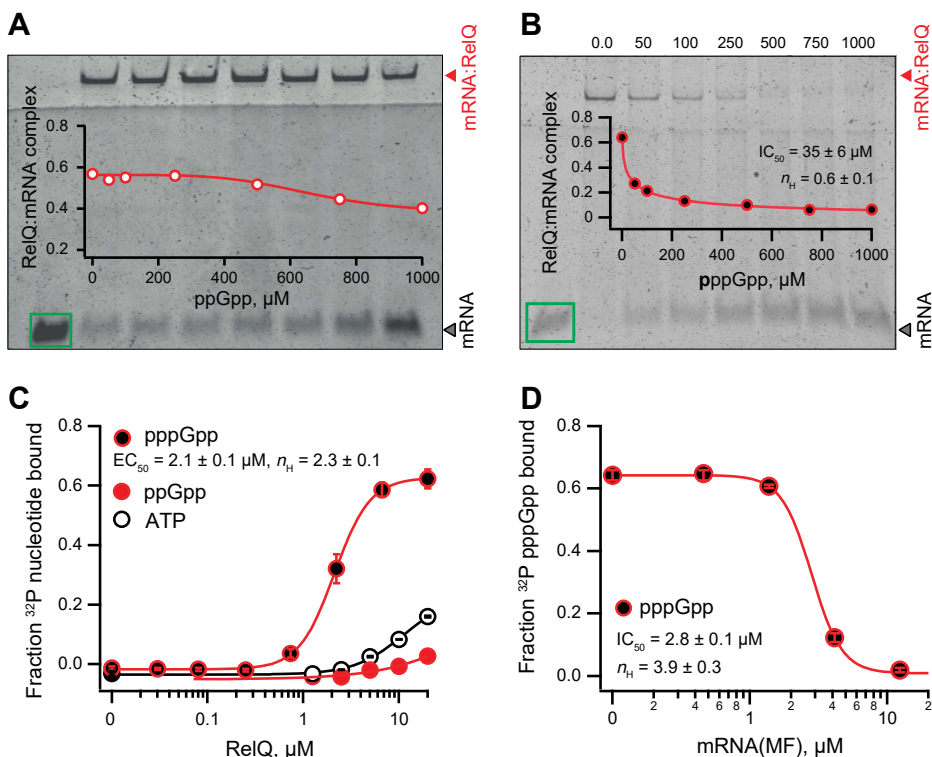 A
mRNA:RelQ
RelQ:mRNA complex
0.8
0.6
0.4
0.2
0 200 400 600 800 1000
ppGpp, µM
mRNA
B
0.0 50 100 250 500 750 1000
mRNA:RelQ
RelQ:mRNA complex
0.8
0.6
0.4
0.2
0
IC50 = 35 ± 6 µM
nH = 0.6 ± 0.1
0 200 400 600 800 1000
pppGpp, µM
mRNA
C
Fraction 32P nucleotide bound
0.8
0.6
0.4
0.2
0.0
pppGpp
EC50 = 2.1 ± 0.1 µM, nH = 2.3 ± 0.1
ppGpp
ATP
0 0.1 1 10
RelQ, µM
D
Fraction 32P pppGpp bound
0.8
0.6
0.4
0.2
0.0
pppGpp
IC50 = 2.8 ± 0.1 µM
nH = 3.9 ± 0.3
0 2 4 6 8 1 2 4 6 8 10 2
mRNA(MF), µM